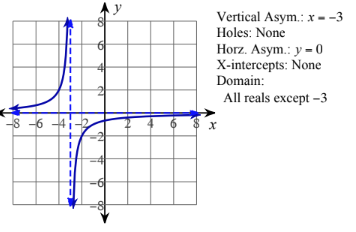 y
Vertical Asym.: x = −3
Holes: None
Horz. Asym.: y = 0
X-intercepts: None
Domain:
All reals except −3
8
6
4
2
−8 −6 −4 −2 2 4 6 8 x
−2
−4
−6
−8